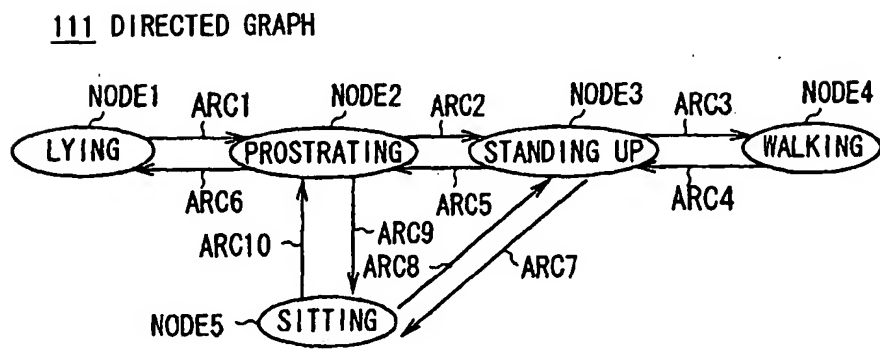 111 DIRECTED GRAPH
NODE1 ARC1 NODE2 ARC2 NODE3 ARC3 NODE4
LYING PROSTRATING STANDING UP WALKING
ARC6 ARC5 ARC4
ARC10 ARC9 ARC8 ARC7
NODE5 SITTING